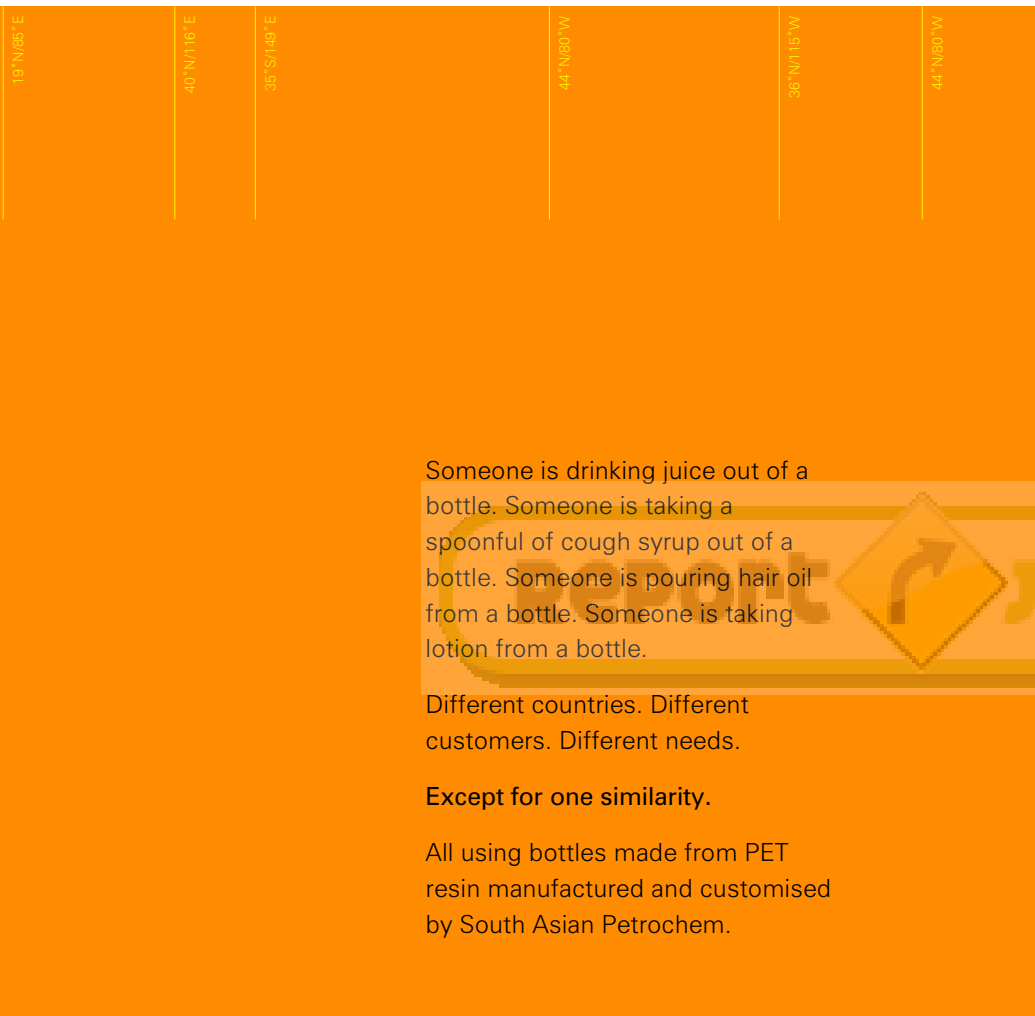 19°N/85°E
40°N/116°E
35°S/149°E
44°N/80°W
36°N/115°W
44°N/80°W
Someone is drinking juice out of a
bottle. Someone is taking a
spoonful of cough syrup out of a
bottle. Someone is pouring hair oil
from a bottle. Someone is taking
lotion from a bottle.
report
Different countries. Different
customers. Different needs.
Except for one similarity.
All using bottles made from PET
resin manufactured and customised
by South Asian Petrochem.